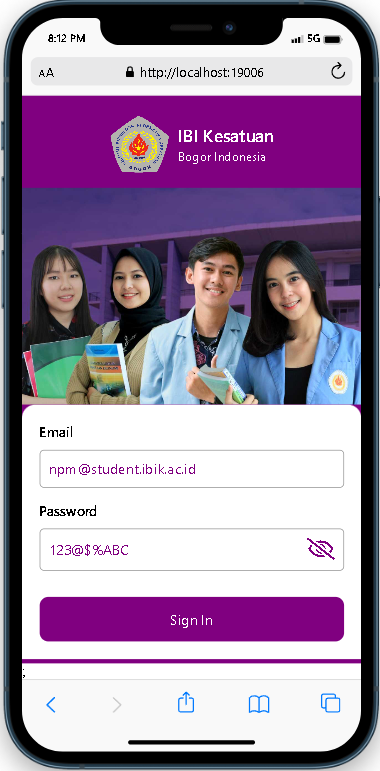 8:12 PM
5G
AA
http://localhost:19006
IBI Kesatuan
Bogor Indonesia
Email
npm@student.ibik.ac.id
Password
123@$%ABC
Sign In
;